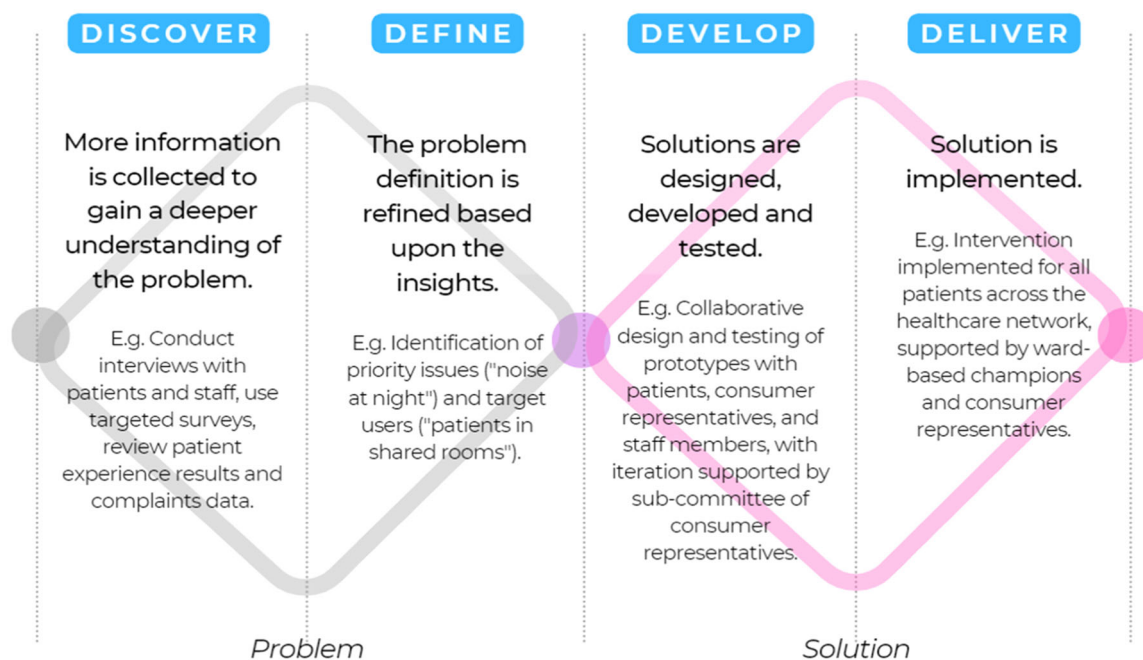 DISCOVER
DEFINE
DEVELOP
DELIVER
More information
is collected to
gain a deeper
understanding of
the problem.
E.g. Conduct
interviews with
patients and staff, use
targeted surveys,
review patient
experience results and
complaints data.
The problem
definition is
refined based
upon the
insights.
E.g. Identification of
priority issues ("noise
at night") and target
users ("patients in
shared rooms").
Solutions are
designed,
developed and
tested.
E.g. Collaborative
design and testing of
prototypes with
patients, consumer
representatives, and
staff members, with
iteration supported by
sub-committee of
consumer
representatives.
Solution is
implemented.
E.g. Intervention
implemented for all
patients across the
healthcare network,
supported by ward-
based champions
and consumer
representatives.
Problem
Solution